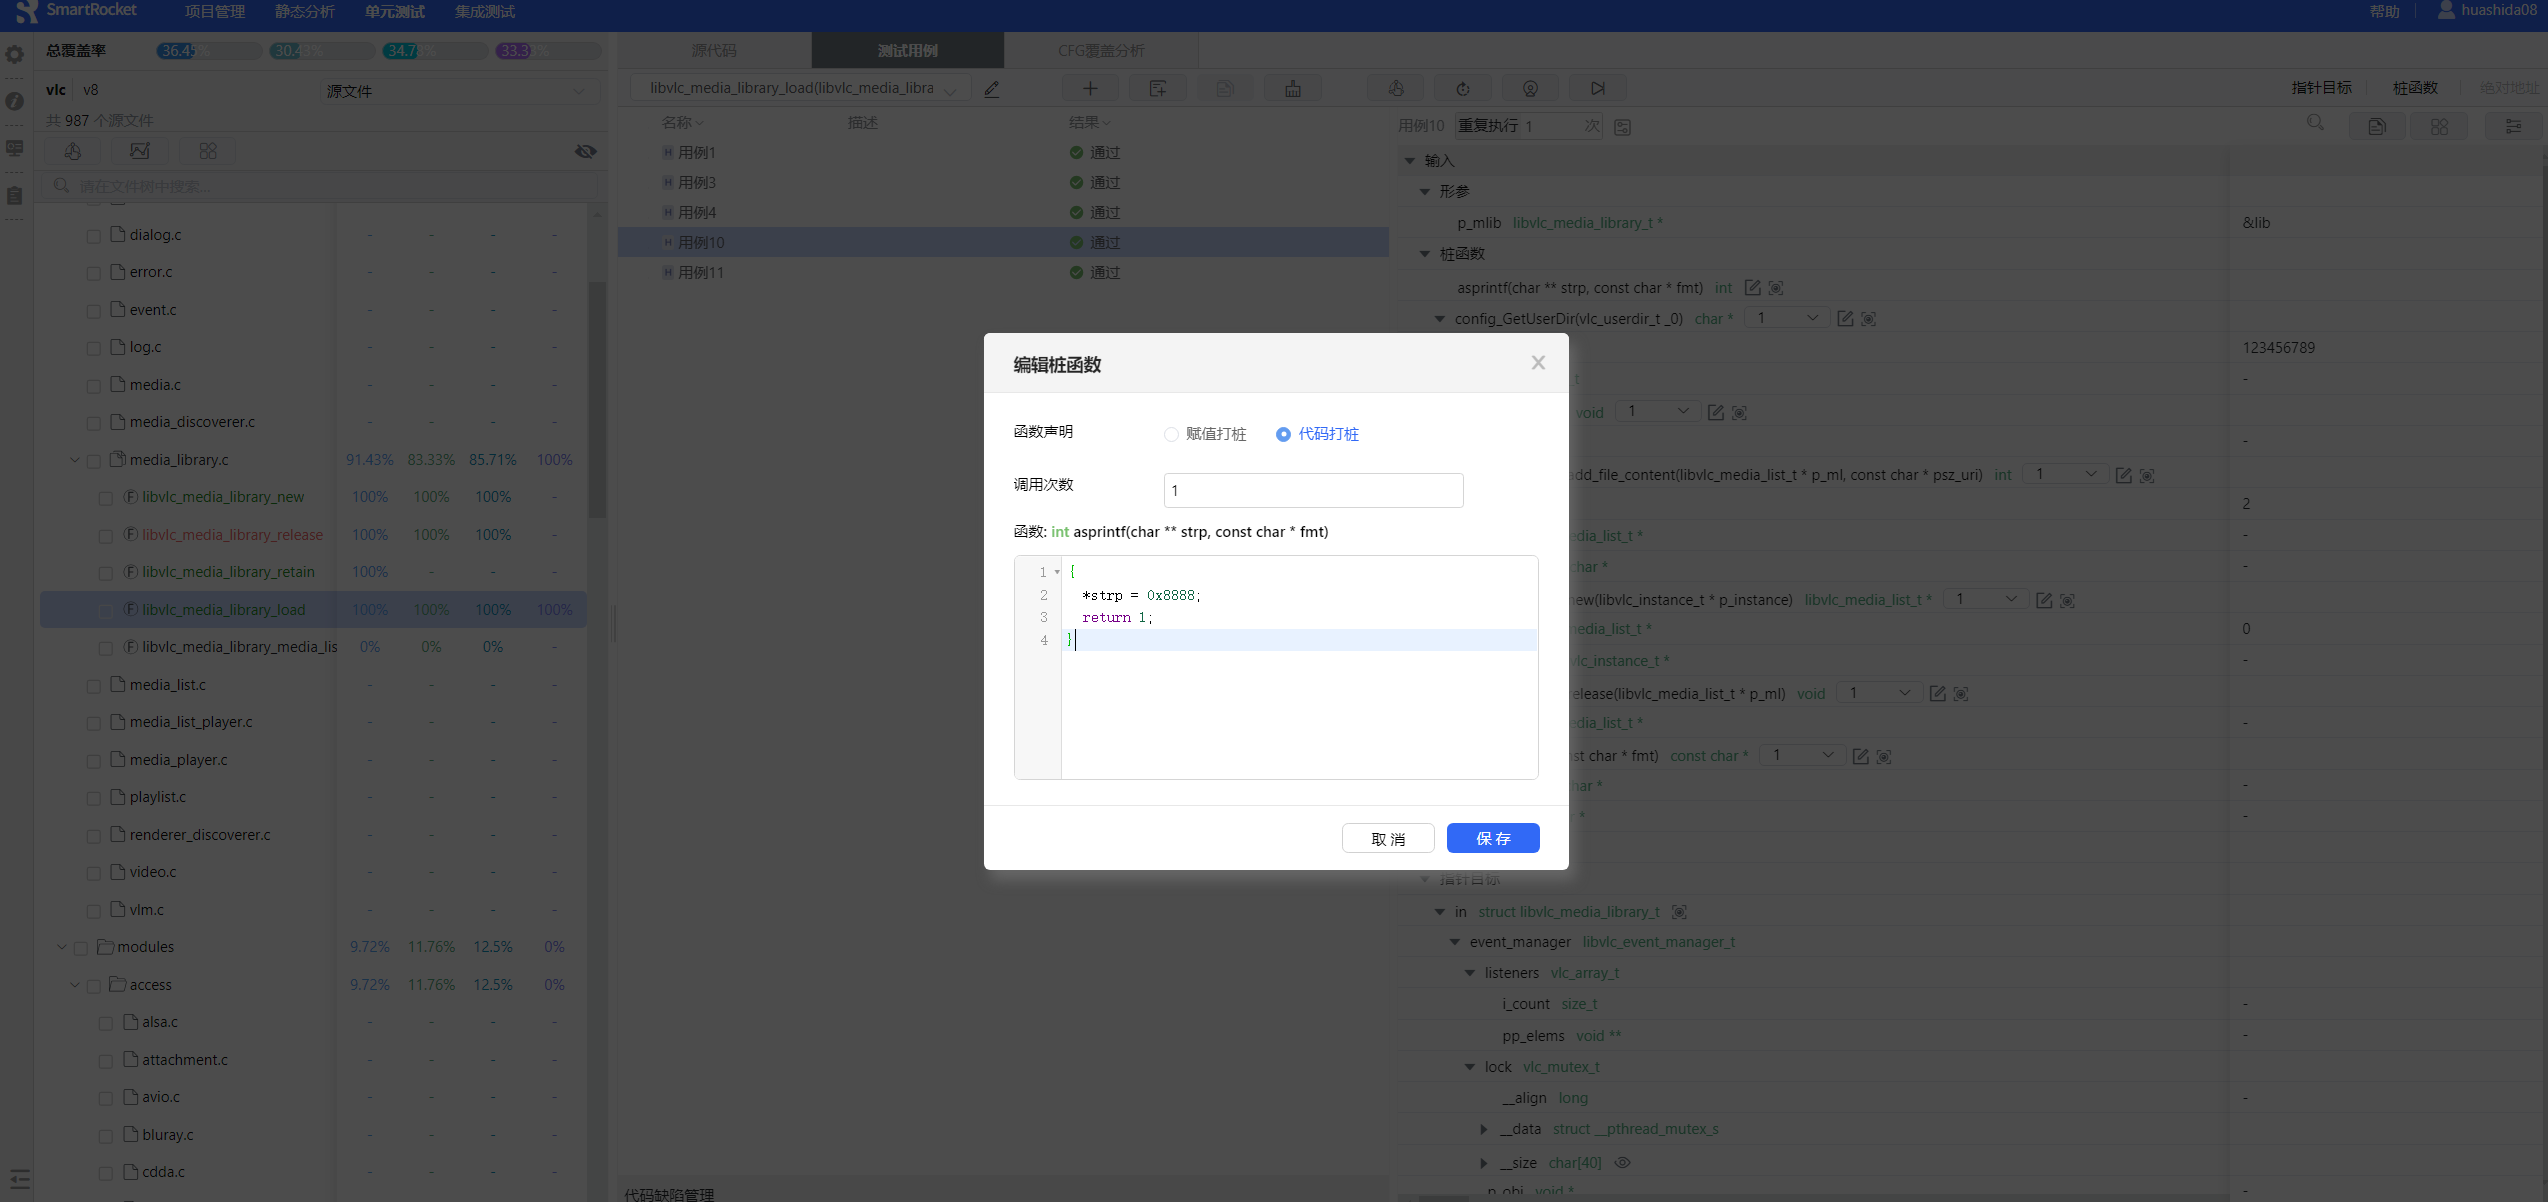 SmartRocket 项目管理 静态分析 单元测试 集成测试 帮助 huashida08
总覆盖率 36.45% 30.43% 34.78% 33.33%
源代码 测试用例 CFG覆盖分析
vlc v8 源文件
libvlc_media_library_load(libvlc_media_libra
指针目标 桩函数 绝对地址
共 987 个源文件
请在文件树中搜索...
dialog.c - - - -
error.c - - - -
event.c - - - -
log.c - - - -
media.c - - - -
media_discoverer.c - - - -
media_library.c 91.43% 83.33% 85.71% 100%
F libvlc_media_library_new 100% 100% 100% -
F libvlc_media_library_release 100% 100% 100% -
F libvlc_media_library_retain 100% - - -
F libvlc_media_library_load 100% 100% 100% 100%
F libvlc_media_library_media_lis 0% 0% 0% -
media_list.c - - - -
media_list_player.c - - - -
media_player.c - - - -
playlist.c - - - -
renderer_discoverer.c - - - -
video.c - - - -
vlm.c - - - -
modules 9.72% 11.76% 12.5% 0%
access 9.72% 11.76% 12.5% 0%
alsa.c - - - -
attachment.c - - - -
avio.c - - - -
bluray.c - - - -
cdda.c - - - -
名称 描述 结果
H 用例1 通过
H 用例3 通过
H 用例4 通过
H 用例10 通过
H 用例11 通过
代码缺陷管理
用例10 重复执行 1 次
输入
形参
p_mlib libvlc_media_library_t * &lib
桩函数
asprintf(char ** strp, const char * fmt) int
config_GetUserDir(vlc_userdir_t _0) char * 1
123456789
_t -
void 1
-
add_file_content(libvlc_media_list_t * p_ml, const char * psz_uri) int 1
2
edia_list_t * -
char * -
new(libvlc_instance_t * p_instance) libvlc_media_list_t * 1
media_list_t * 0
vlc_instance_t * -
elease(libvlc_media_list_t * p_ml) void 1
edia_list_t * -
st char * fmt) const char * 1
har * -
* -
指针目标
in struct libvlc_media_library_t
event_manager libvlc_event_manager_t
listeners vlc_array_t
i_count size_t -
pp_elems void ** -
lock vlc_mutex_t
__align long -
__data struct __pthread_mutex_s
__size char[40]
p_obj void * -
编辑桩函数
函数声明 赋值打桩 代码打桩
调用次数 1
函数: int asprintf(char ** strp, const char * fmt)
1 {
2 *strp = 0x8888;
3 return 1;
4 }
取 消 保 存